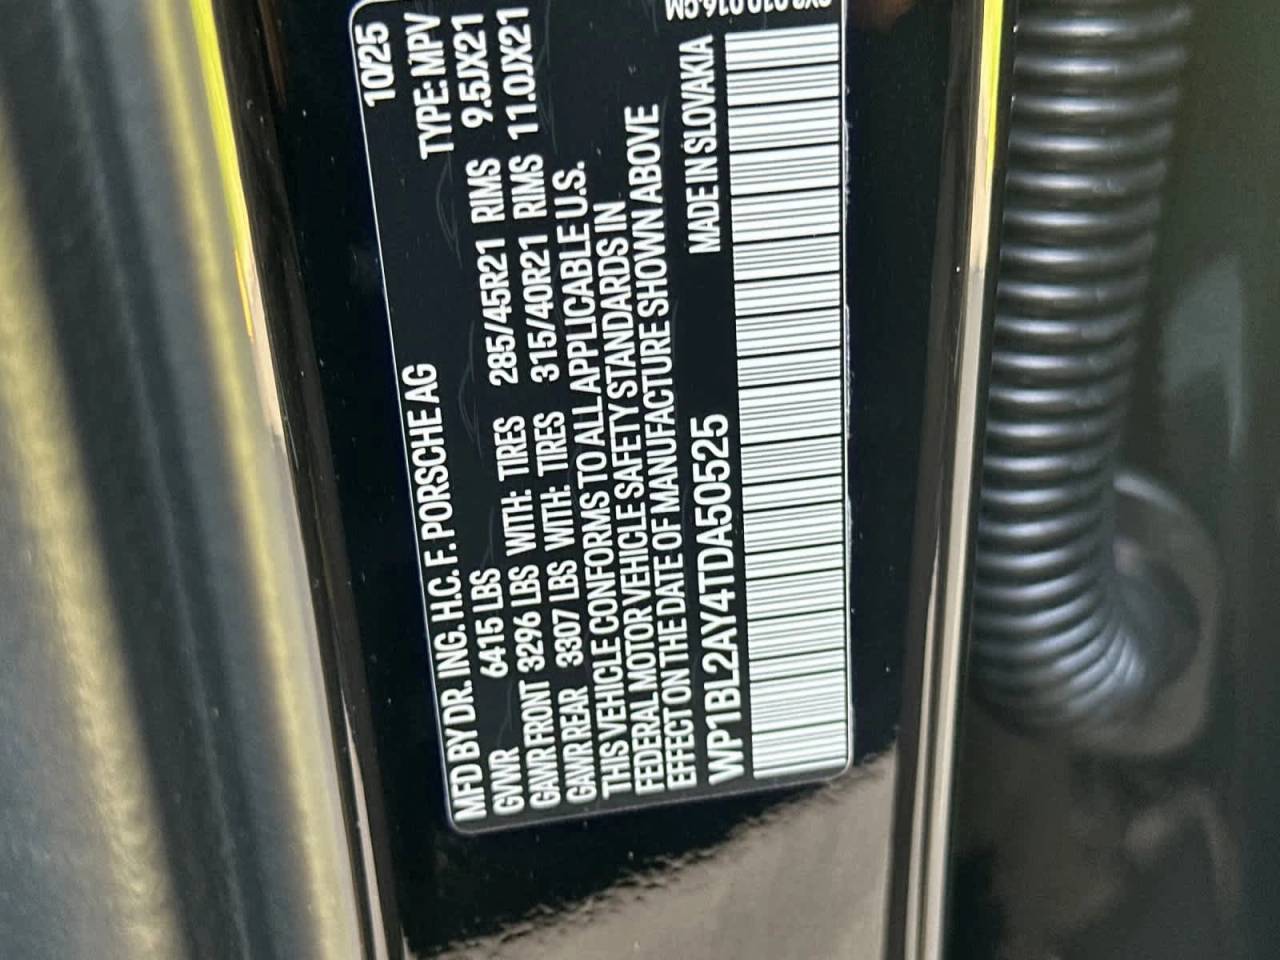 MFD BY DR. ING. H.C. F. PORSCHE AG 10/25
GVWR 6415 LBS TYPE: MPV
GAWR FRONT 3296 LBS WITH: TIRES 285/45R21 RIMS 9.5JX21
GAWR REAR 3307 LBS WITH: TIRES 315/40R21 RIMS 11.0JX21
THIS VEHICLE CONFORMS TO ALL APPLICABLE U.S.
FEDERAL MOTOR VEHICLE SAFETY STANDARDS IN
EFFECT ON THE DATE OF MANUFACTURE SHOWN ABOVE
WP1BL2AY4TDA50525 MADE IN SLOVAKIA